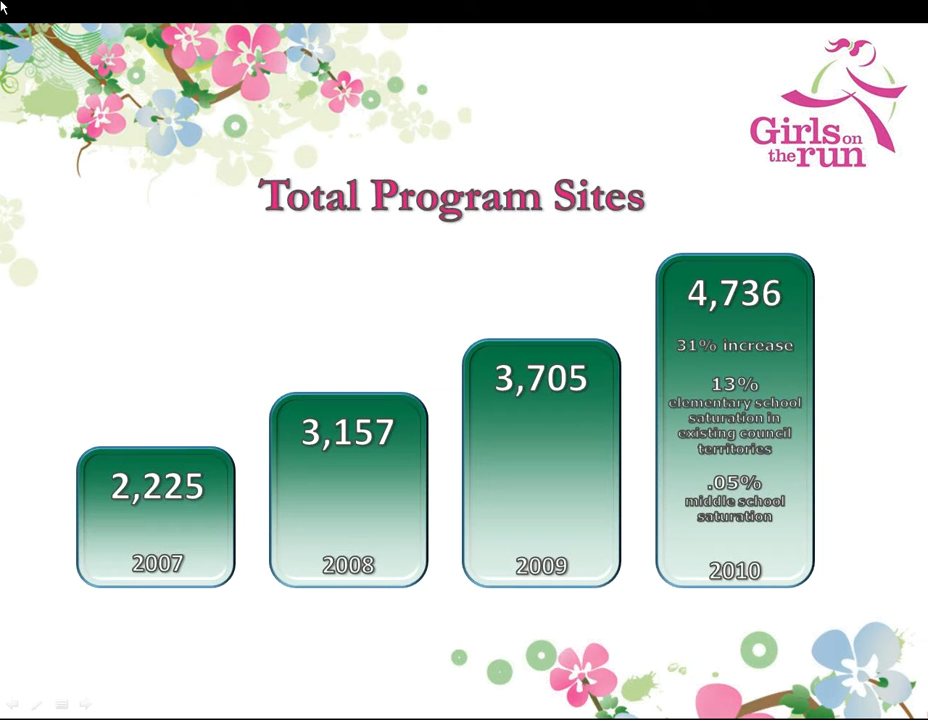 Girls on
the run
Total Program Sites
2,225
2007
3,157
2008
3,705
2009
4,736
31% increase
13%
elementary school
saturation in
existing council
territories
.05%
middle school
saturation
2010